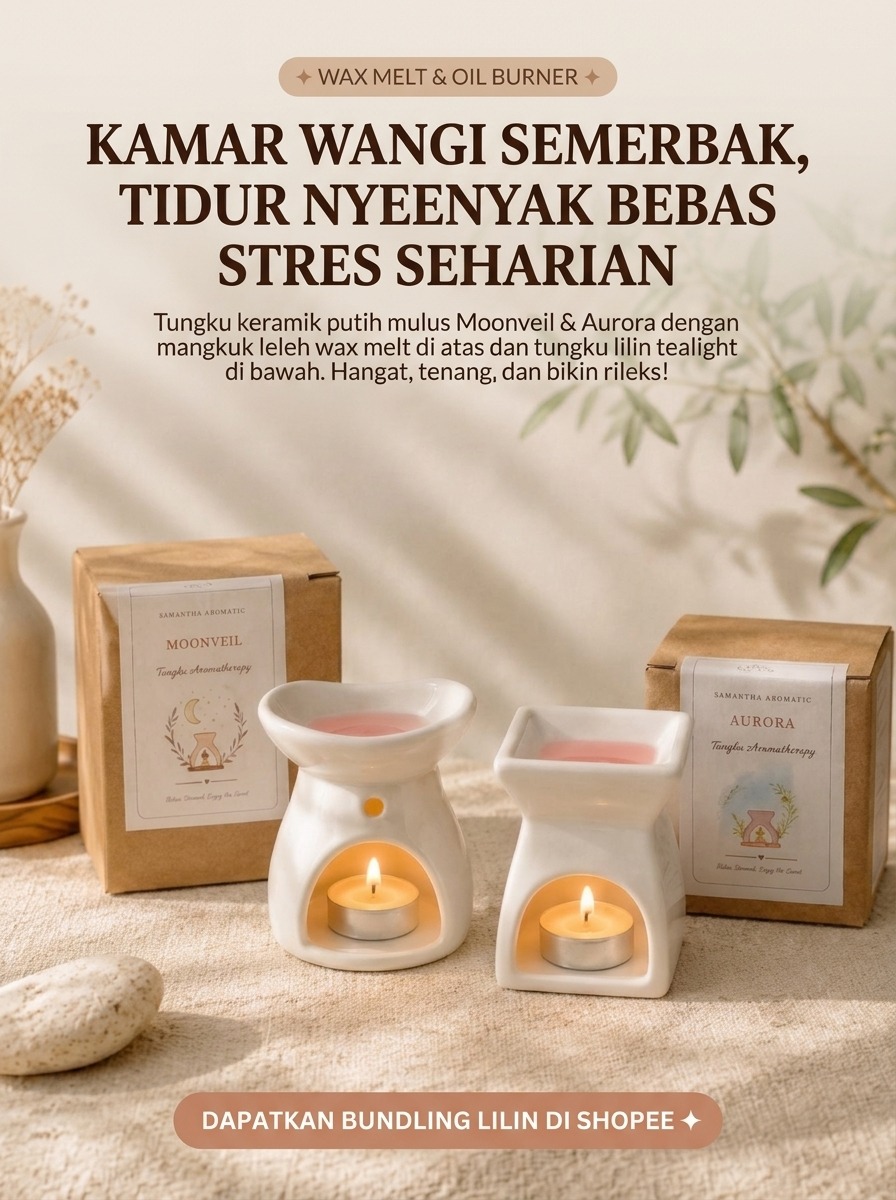 ✦ WAX MELT & OIL BURNER ✦
KAMAR WANGI SEMERBAK,
TIDUR NYEENYAK BEBAS
STRES SEHARIAN
Tungku keramik putih mulus Moonveil & Aurora dengan
mangkuk leleh wax melt di atas dan tungku lilin tealight
di bawah. Hangat, tenang, dan bikin rileks!
SAMANTHA AROMATIC
MOONVEIL
Tungku Aromatherapy
SAMANTHA AROMATIC
AURORA
DAPATKAN BUNDLING LILIN DI SHOPEE ✦